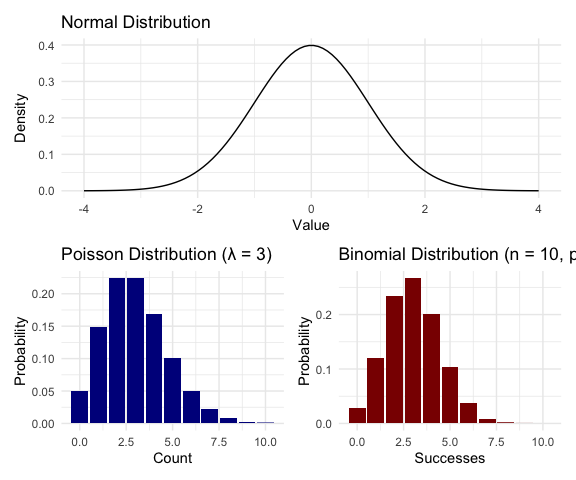 Normal Distribution
0.4
0.3
0.2
0.1
0.0
Density
-4 -2 0 2 4
Value
Poisson Distribution (λ = 3)
0.20
0.15
0.10
0.05
0.00
Probability
0.0 2.5 5.0 7.5 10.0
Count
Binomial Distribution (n = 10, p
0.2
0.1
0.0
Probability
0.0 2.5 5.0 7.5 10.0
Successes